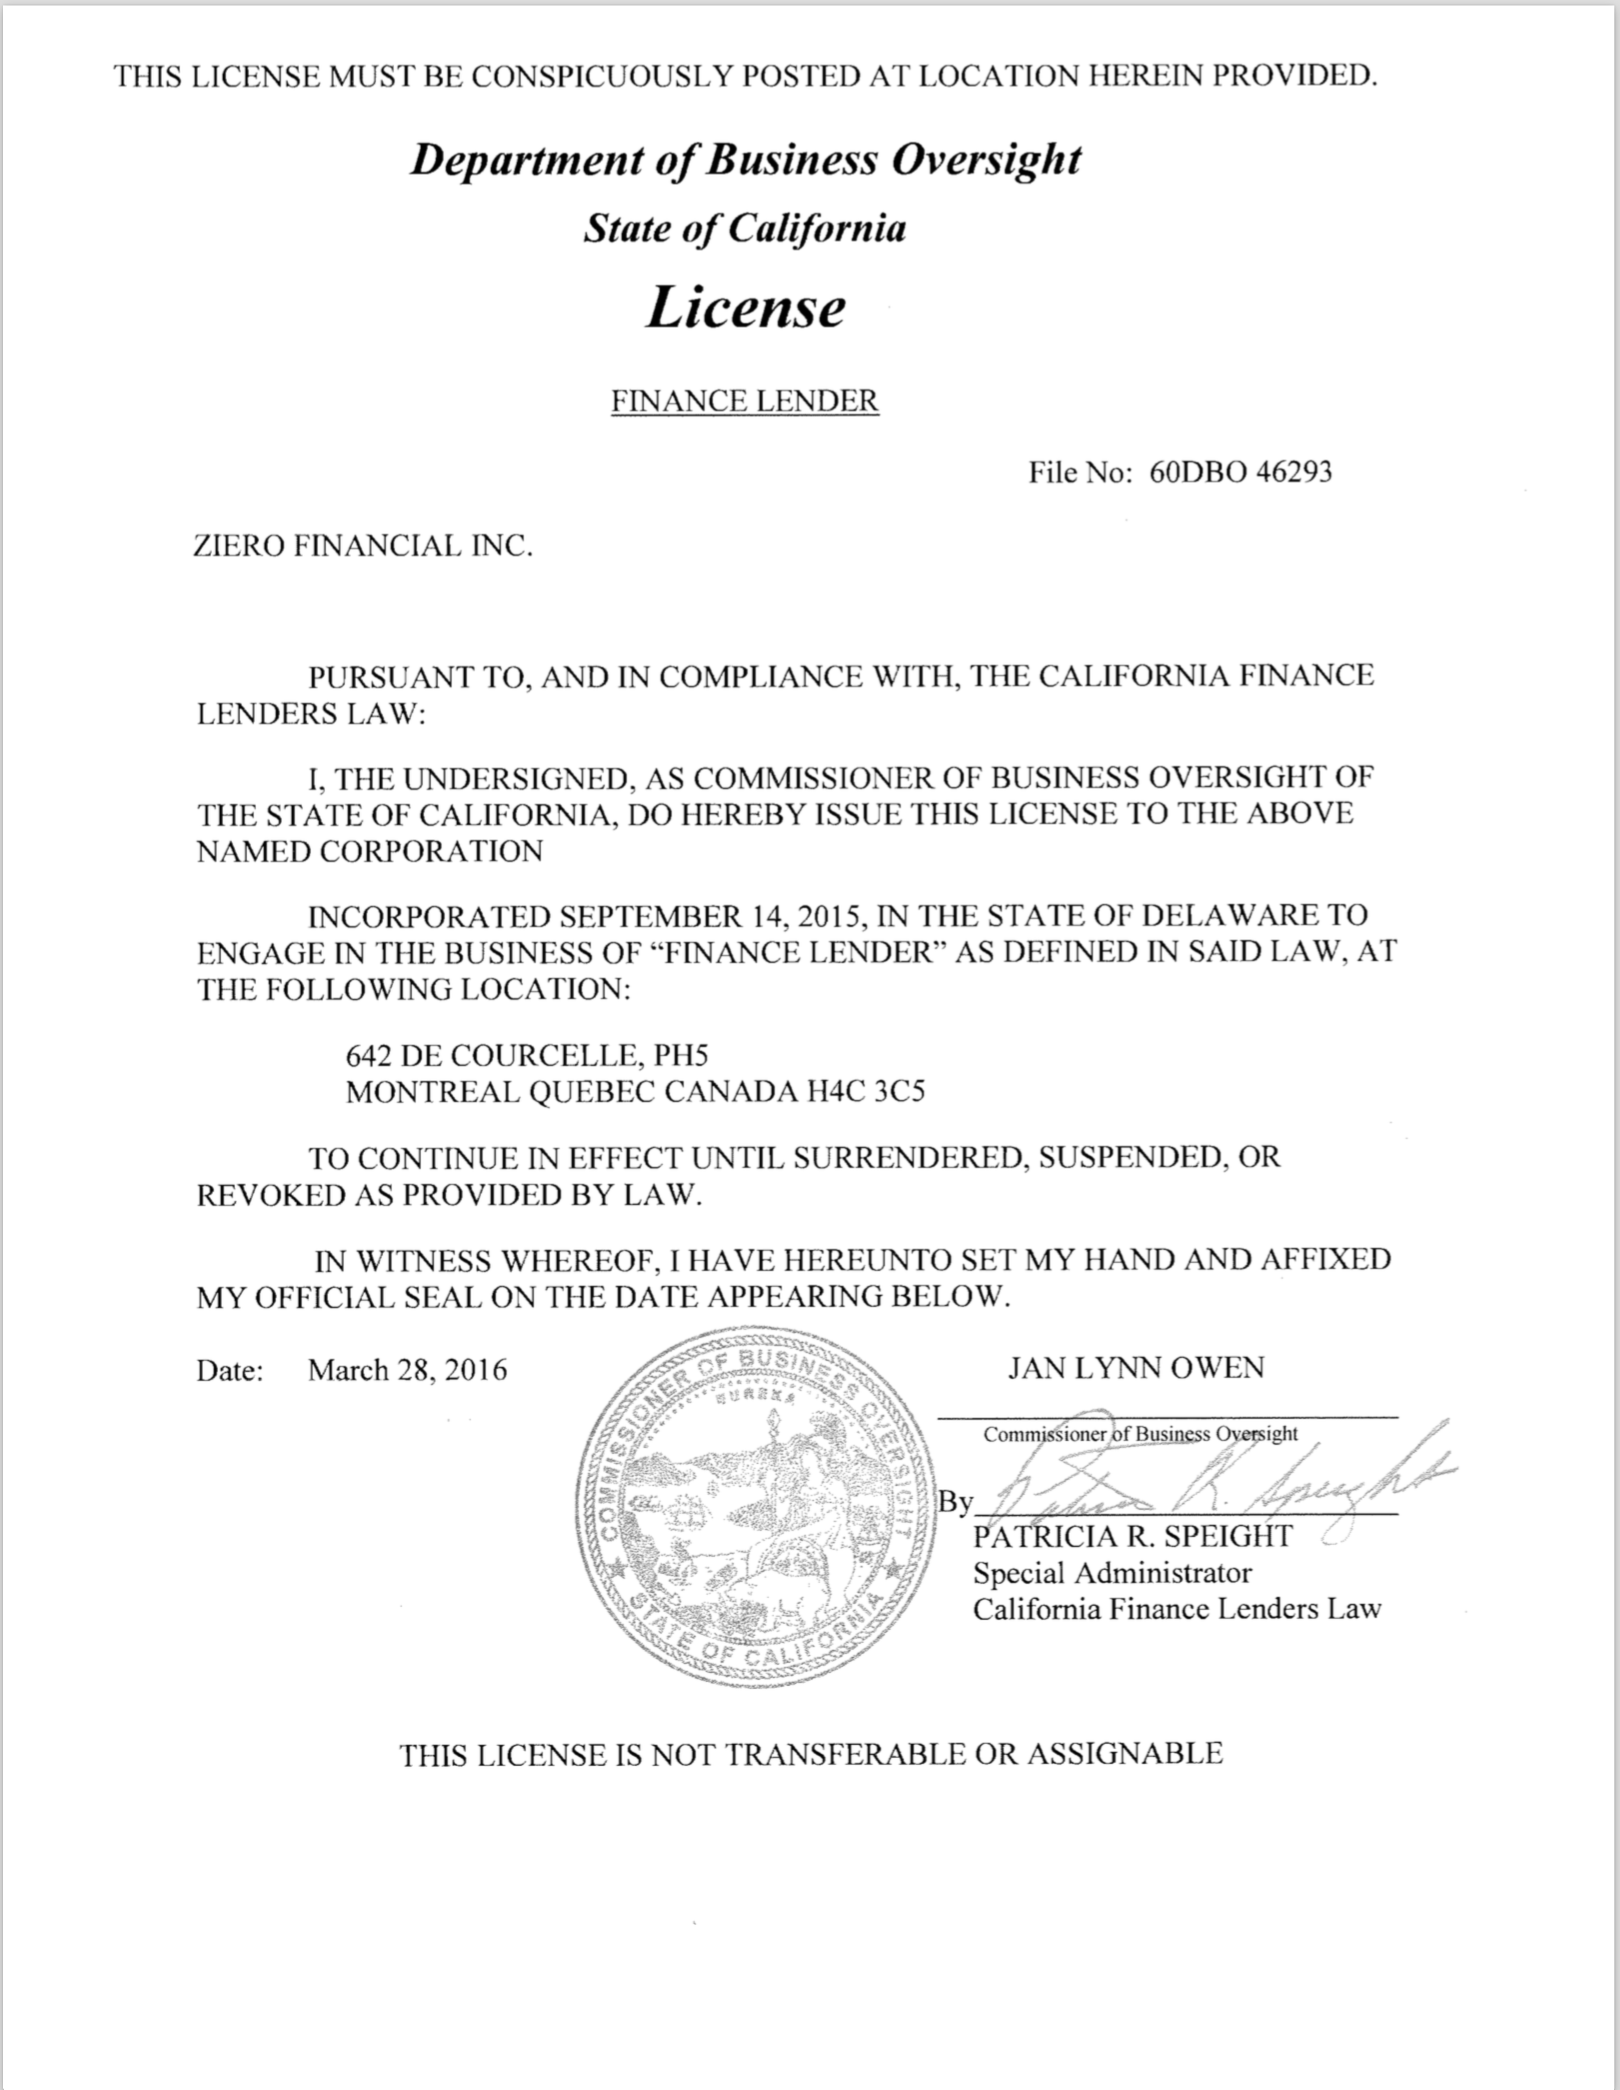 THIS LICENSE MUST BE CONSPICUOUSLY POSTED AT LOCATION HEREIN PROVIDED.
Department of Business Oversight
State of California
License
FINANCE LENDER
File No: 60DBO 46293
ZIERO FINANCIAL INC.
PURSUANT TO, AND IN COMPLIANCE WITH, THE CALIFORNIA FINANCE
LENDERS LAW:
I, THE UNDERSIGNED, AS COMMISSIONER OF BUSINESS OVERSIGHT OF
THE STATE OF CALIFORNIA, DO HEREBY ISSUE THIS LICENSE TO THE ABOVE
NAMED CORPORATION
INCORPORATED SEPTEMBER 14, 2015, IN THE STATE OF DELAWARE TO
ENGAGE IN THE BUSINESS OF “FINANCE LENDER” AS DEFINED IN SAID LAW, AT
THE FOLLOWING LOCATION:
642 DE COURCELLE, PH5
MONTREAL QUEBEC CANADA H4C 3C5
TO CONTINUE IN EFFECT UNTIL SURRENDERED, SUSPENDED, OR
REVOKED AS PROVIDED BY LAW.
IN WITNESS WHEREOF, I HAVE HEREUNTO SET MY HAND AND AFFIXED
MY OFFICIAL SEAL ON THE DATE APPEARING BELOW.
Date: March 28, 2016
COMMISSIONER OF BUSINESS OVERSIGHT
EUREKA
STATE OF CALIFORNIA
JAN LYNN OWEN
Commissioner of Business Oversight
By Patricia R. Speight
PATRICIA R. SPEIGHT
Special Administrator
California Finance Lenders Law
THIS LICENSE IS NOT TRANSFERABLE OR ASSIGNABLE